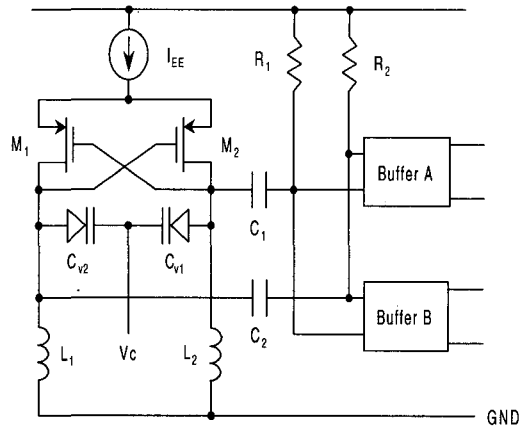 I_EE
R_1
R_2
M_1
M_2
Buffer A
C_1
C_v2
C_v1
Buffer B
C_2
L_1
Vc
L_2
GND